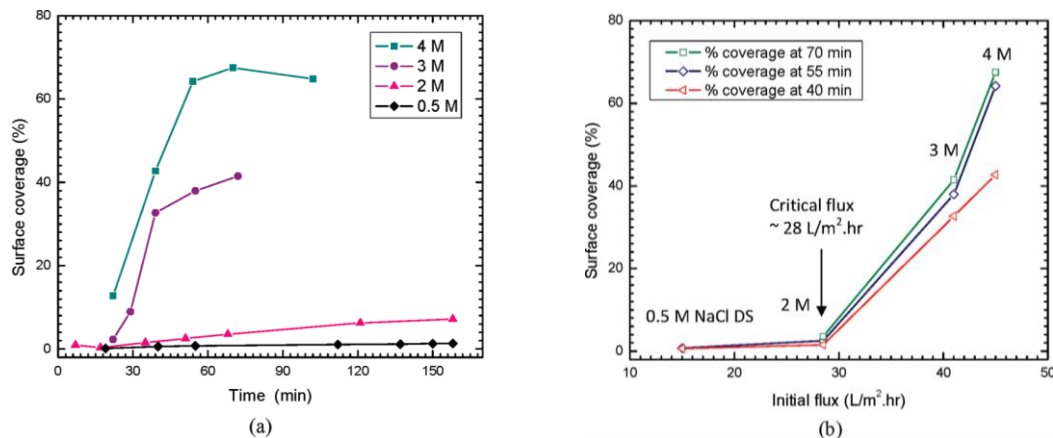 80
60
40
20
0
Surface coverage (%)
4 M
3 M
2 M
0.5 M
0 30 60 90 120 150
Time (min)
(a)
80
60
40
20
0
Surface coverage (%)
% coverage at 70 min
% coverage at 55 min
% coverage at 40 min
4 M
3 M
Critical flux
~ 28 L/m².hr
2 M
0.5 M NaCl DS
10 20 30 40 50
Initial flux (L/m².hr)
(b)